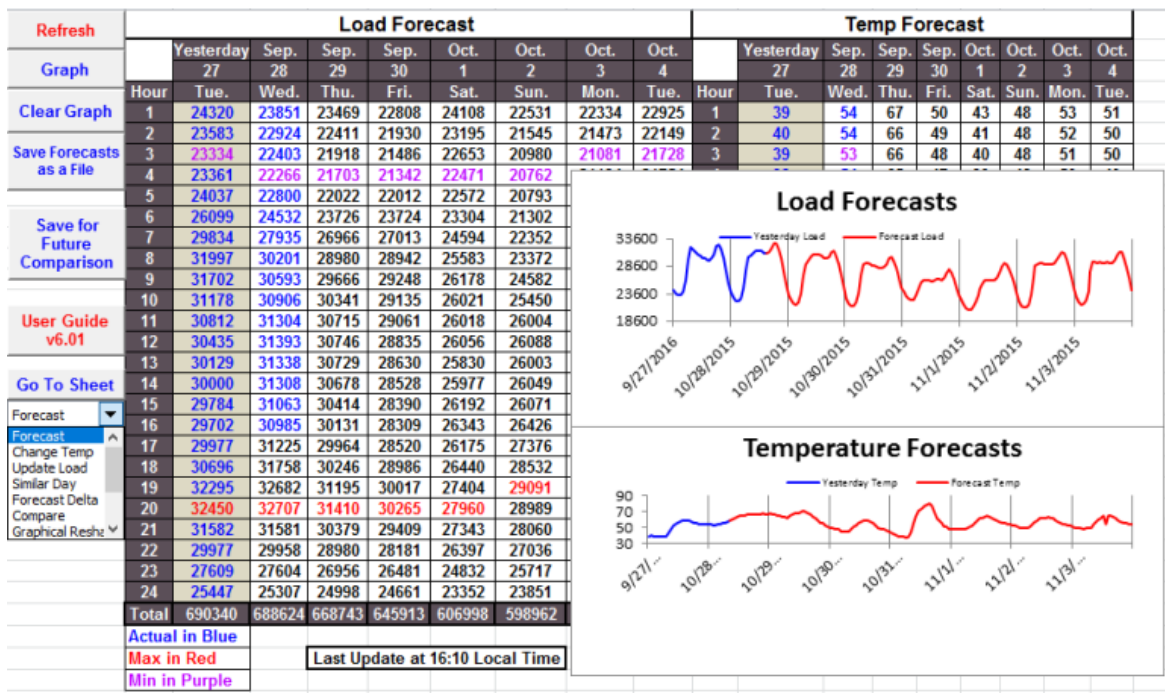 Refresh
Graph
Clear Graph
Save Forecasts
as a File
Save for
Future
Comparison
User Guide
v6.01
Go To Sheet
Forecast
Forecast
Change Temp
Update Load
Similar Day
Forecast Delta
Compare
Load Forecast
Yesterday Sep. Sep. Sep. Oct. Oct. Oct. Oct.
27 28 29 30 1 2 3 4
Hour Tue. Wed. Thu. Fri. Sat. Sun. Mon. Tue.
1 24320 23851 23469 22808 24108 22531 22334 22925
2 23583 22924 22411 21930 23195 21545 21473 22149
3 23334 22403 21918 21486 22653 20980 21081 21728
4 23361 22266 21703 21342 22471 20762
5 24037 22800 22022 22012 22572 20793
6 26099 24532 23726 23724 23304 21302
7 29834 27935 26966 27013 24594 22352
8 31997 30201 28980 28942 25583 23372
9 31702 30593 29666 29248 26178 24582
10 31178 30906 30341 29135 26021 25450
11 30812 31304 30715 29061 26018 26004
12 30435 31393 30746 28835 26056 26088
13 30129 31338 30729 28630 25830 26003
14 30000 31308 30678 28528 25977 26049
15 29784 31063 30414 28390 26192 26071
16 29702 30985 30131 28309 26343 26426
17 29977 31225 29964 28520 26175 27376
18 30696 31758 30246 28986 26440 28532
19 32295 32682 31195 30017 27404 29091
20 32450 32707 31410 30265 27960 28989
21 31582 31581 30379 29409 27343 28060
22 29977 29958 28980 28181 26397 27036
23 27609 27604 26956 26481 24832 25717
24 25447 25307 24998 24661 23352 23851
Total 690340 688624 668743 645913 606998 598962
Actual in Blue
Max in Red
Min in Purple
Last Update at 16:10 Local Time
Temp Forecast
Yesterday Sep. Sep. Sep. Oct. Oct. Oct. Oct.
27 28 29 30 1 2 3 4
Hour Tue. Wed. Thu. Fri. Sat. Sun. Mon. Tue.
1 39 54 67 50 43 48 53 51
2 40 54 66 49 41 48 52 50
3 39 53 66 48 40 48 51 50
Load Forecasts
Yesterday Load Forecast Load
33600
28600
23600
18600
9/27/2016 10/28/2015 10/29/2015 10/30/2015 10/31/2015 11/1/2015 11/2/2015 11/3/2015
Temperature Forecasts
Yesterday Temp Forecast Temp
90
70
50
30
9/27/... 10/28... 10/29... 10/30... 10/31... 11/1/... 11/2/... 11/3/...